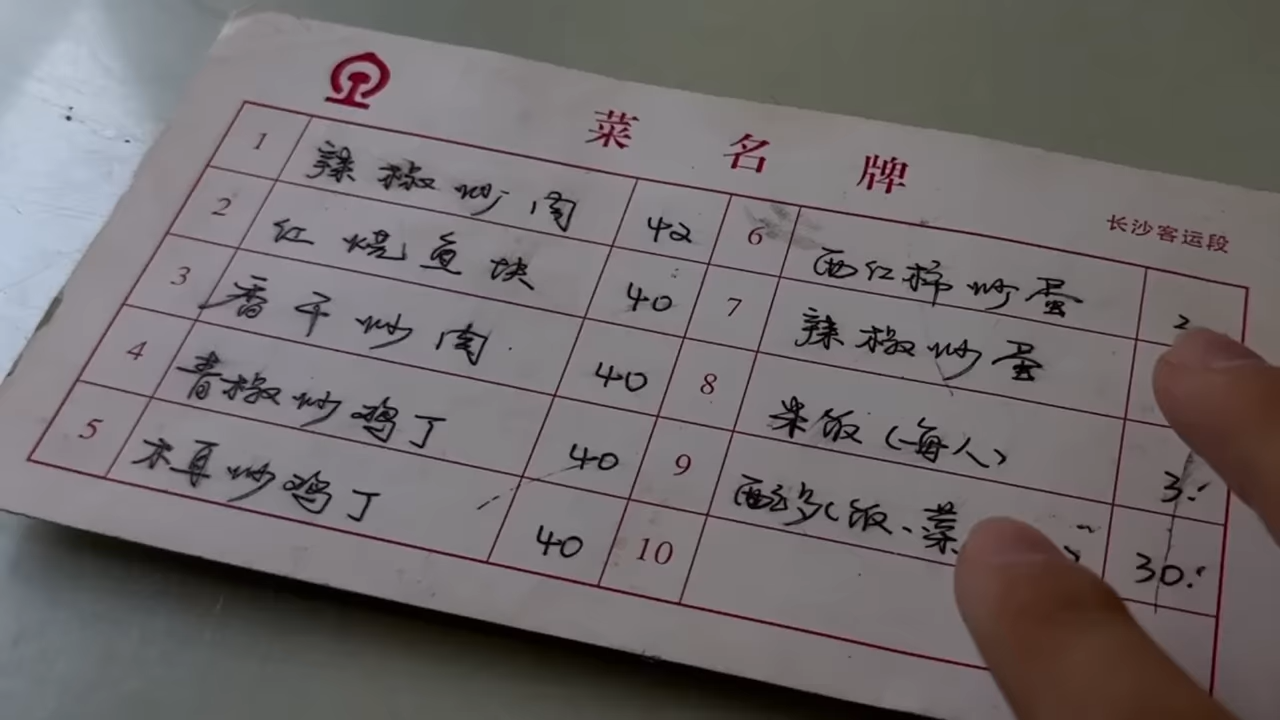 菜名牌
长沙客运段
1 辣椒炒肉 42
2 红烧鱼块 40
3 香干炒肉 40
4 青椒炒鸡丁 40
5 木耳炒鸡丁 40
6 西红柿炒蛋
7 辣椒炒蛋
8 米饭(每人) 3.
9 饭、菜 30.
10